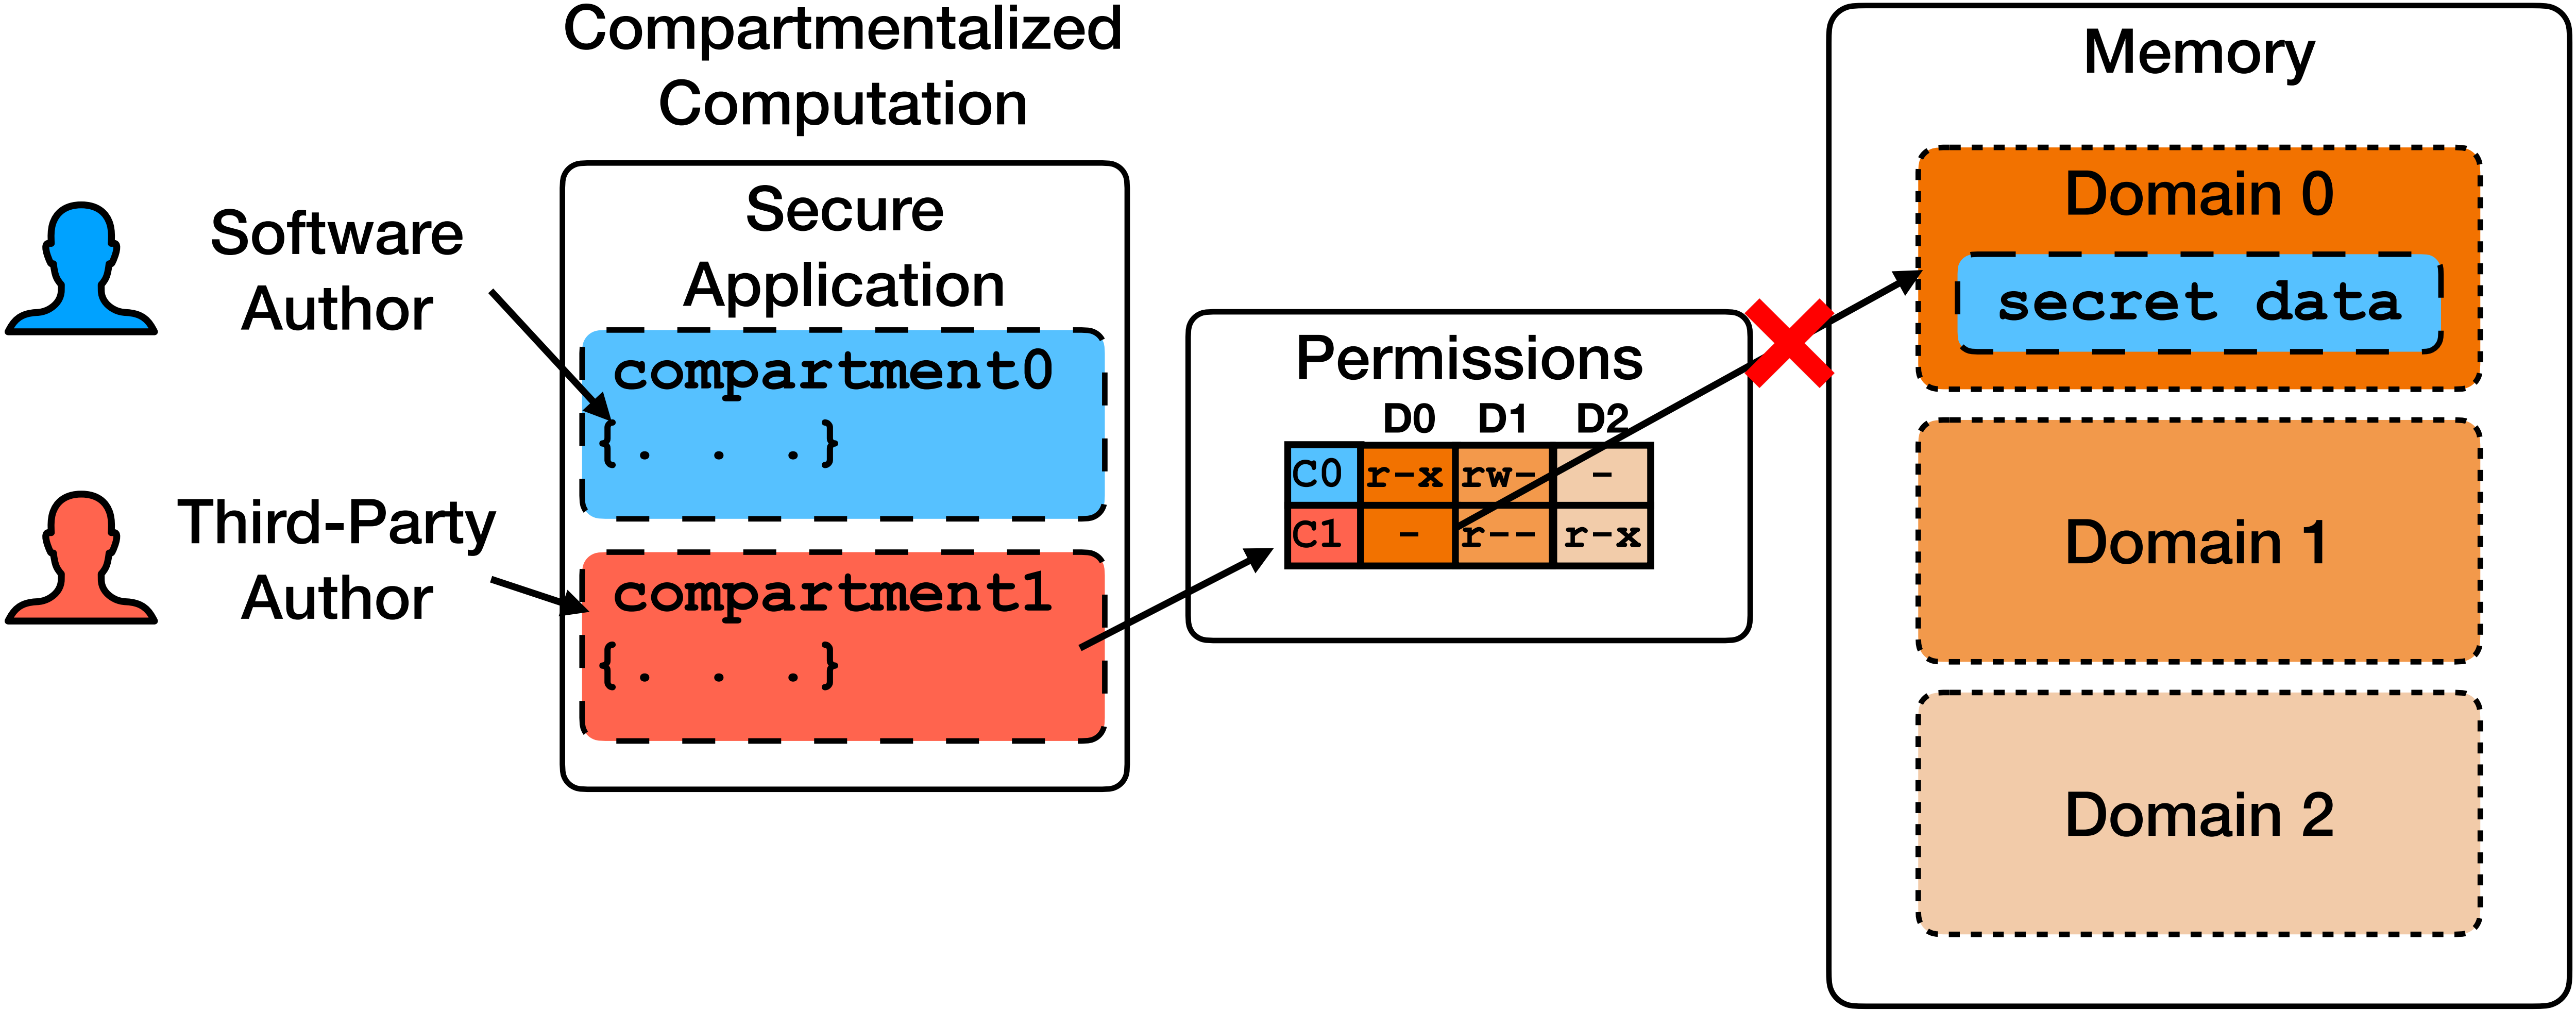 Compartmentalized
Computation
Software
Author
Third-Party
Author
Secure
Application
compartment0
{. . .}
compartment1
{. . .}
Permissions
D0 D1 D2
C0 r-x rw- -
C1 - r-- r-x
Memory
Domain 0
secret data
Domain 1
Domain 2